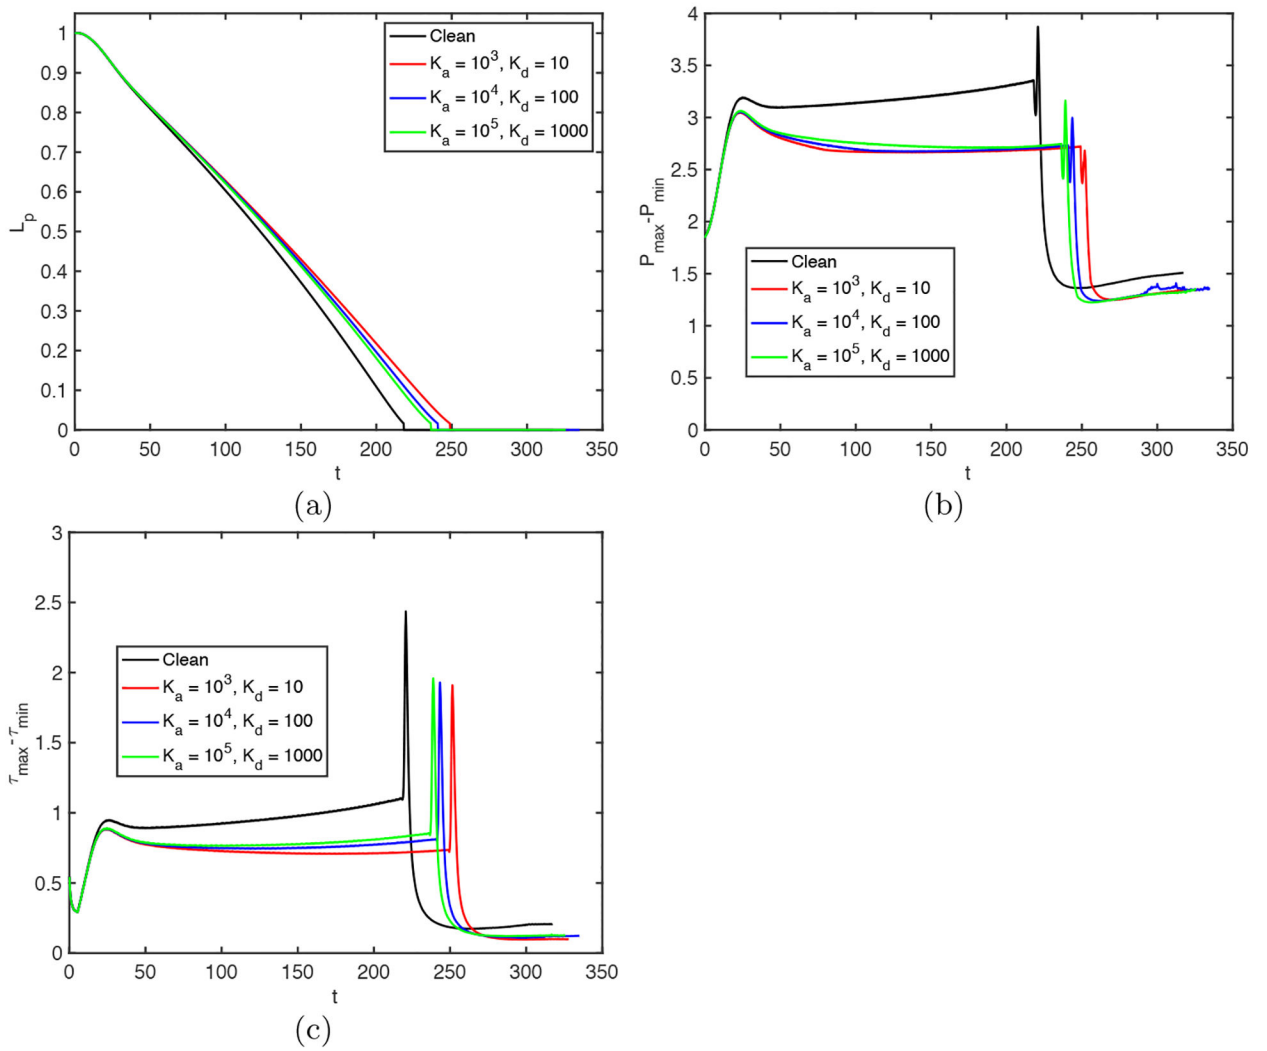 1
0.9
0.8
0.7
0.6
0.5
0.4
0.3
0.2
0.1
0
L_p
0 50 100 150 200 250 300 350
t
Clean
K_a = 10^3, K_d = 10
K_a = 10^4, K_d = 100
K_a = 10^5, K_d = 1000
(a)
4
3.5
3
2.5
2
1.5
1
0.5
0
P_max-P_min
0 50 100 150 200 250 300 350
t
Clean
K_a = 10^3, K_d = 10
K_a = 10^4, K_d = 100
K_a = 10^5, K_d = 1000
(b)
3
2.5
2
1.5
1
0.5
0
τ_max-τ_min
0 50 100 150 200 250 300 350
t
Clean
K_a = 10^3, K_d = 10
K_a = 10^4, K_d = 100
K_a = 10^5, K_d = 1000
(c)